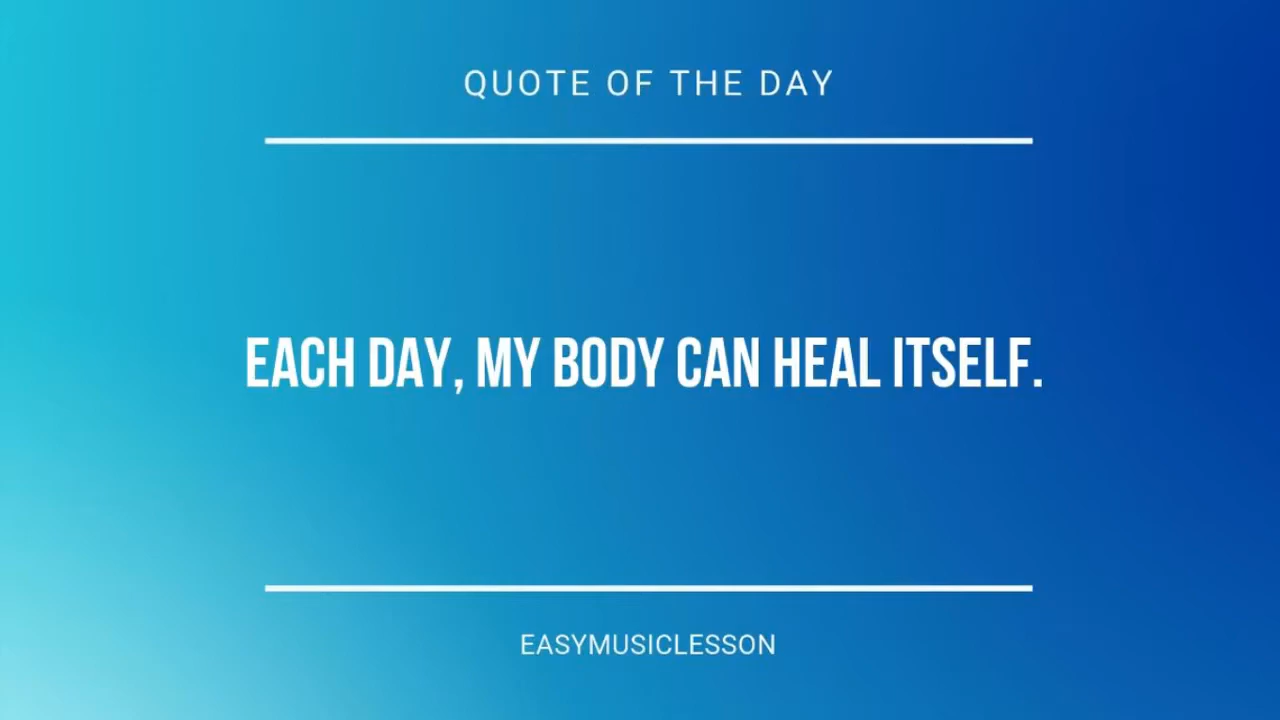 QUOTE OF THE DAY
EACH DAY, MY BODY CAN HEAL ITSELF.
EASYMUSICLESSON